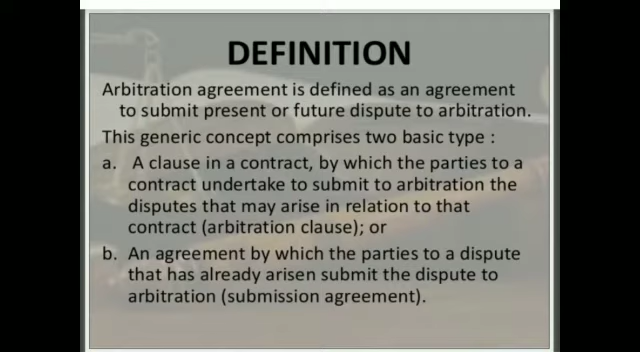 DEFINITION
Arbitration agreement is defined as an agreement
to submit present or future dispute to arbitration.
This generic concept comprises two basic type :
a. A clause in a contract, by which the parties to a
contract undertake to submit to arbitration the
disputes that may arise in relation to that
contract (arbitration clause); or
b. An agreement by which the parties to a dispute
that has already arisen submit the dispute to
arbitration (submission agreement).